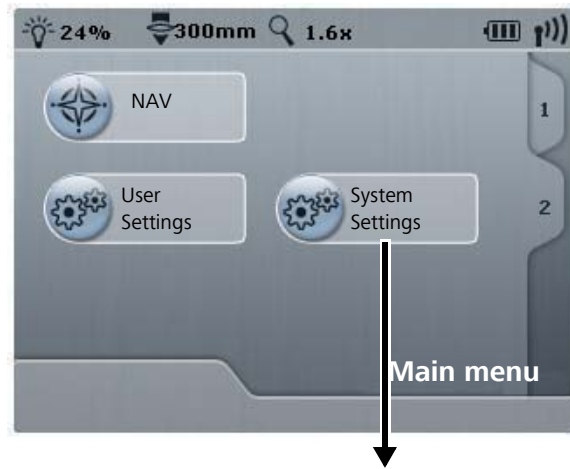 24% 300mm 1.6x
NAV
1
User
Settings
System
Settings
2
Main menu